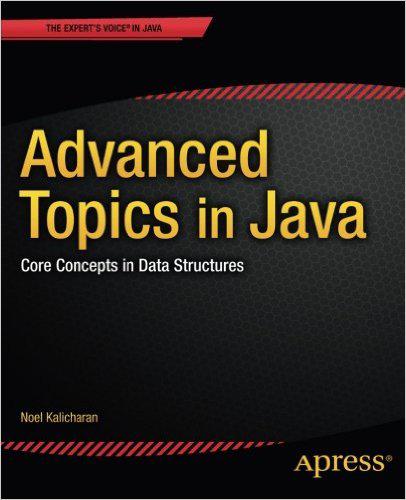 THE EXPERT'S VOICE® IN JAVA
Advanced
Topics in Java
Core Concepts in Data Structures
Noel Kalicharan
Apress®